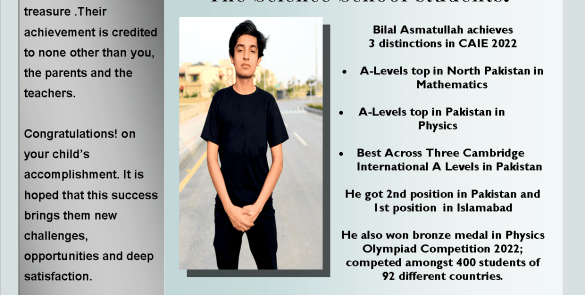 The Science School students!
treasure .Their
achievement is credited
to none other than you,
the parents and the
teachers.
Congratulations! on
your child's
accomplishment. It is
hoped that this success
brings them new
challenges,
opportunities and deep
satisfaction.
Bilal Asmatullah achieves
3 distinctions in CAIE 2022
• A-Levels top in North Pakistan in
Mathematics
• A-Levels top in Pakistan in
Physics
• Best Across Three Cambridge
International A Levels in Pakistan
He got 2nd position in Pakistan and
1st position in Islamabad
He also won bronze medal in Physics
Olympiad Competition 2022;
competed amongst 400 students of
92 different countries.